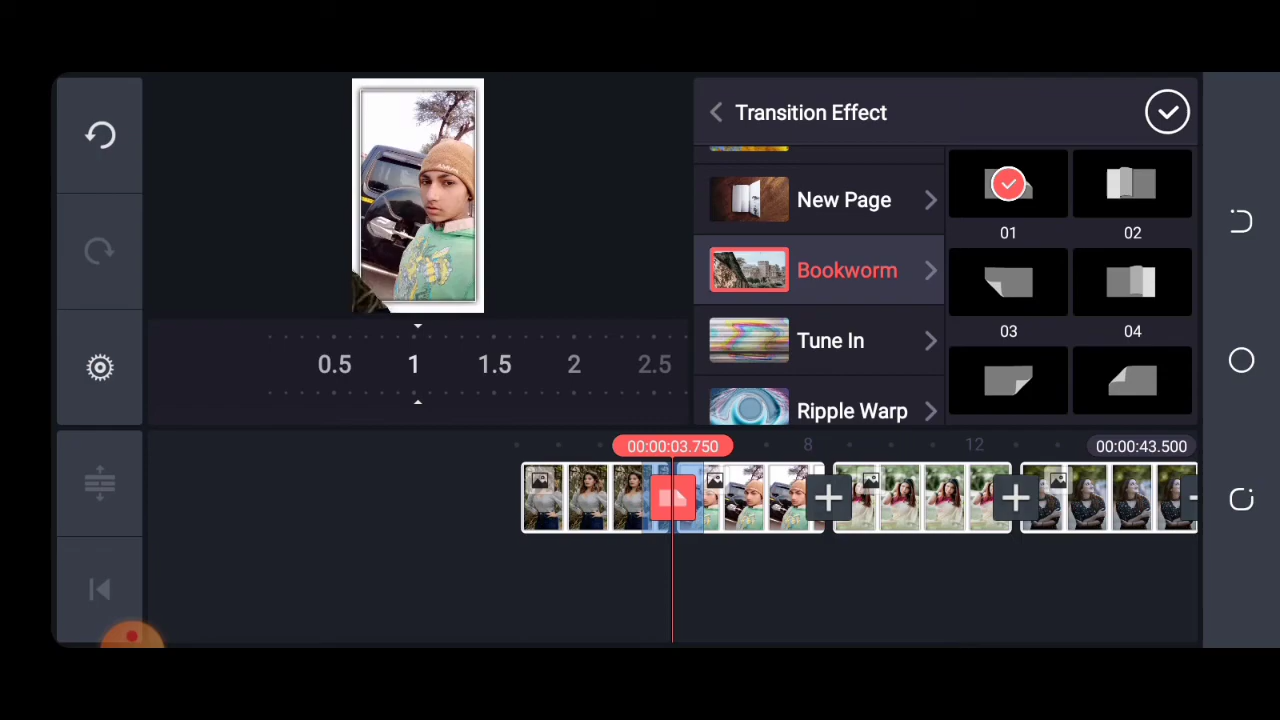 Transition Effect
New Page
Bookworm
Tune In
Ripple Warp
01
02
03
04
0.5 1 1.5 2 2.5
00:00:03.750 8 12 00:00:43.500